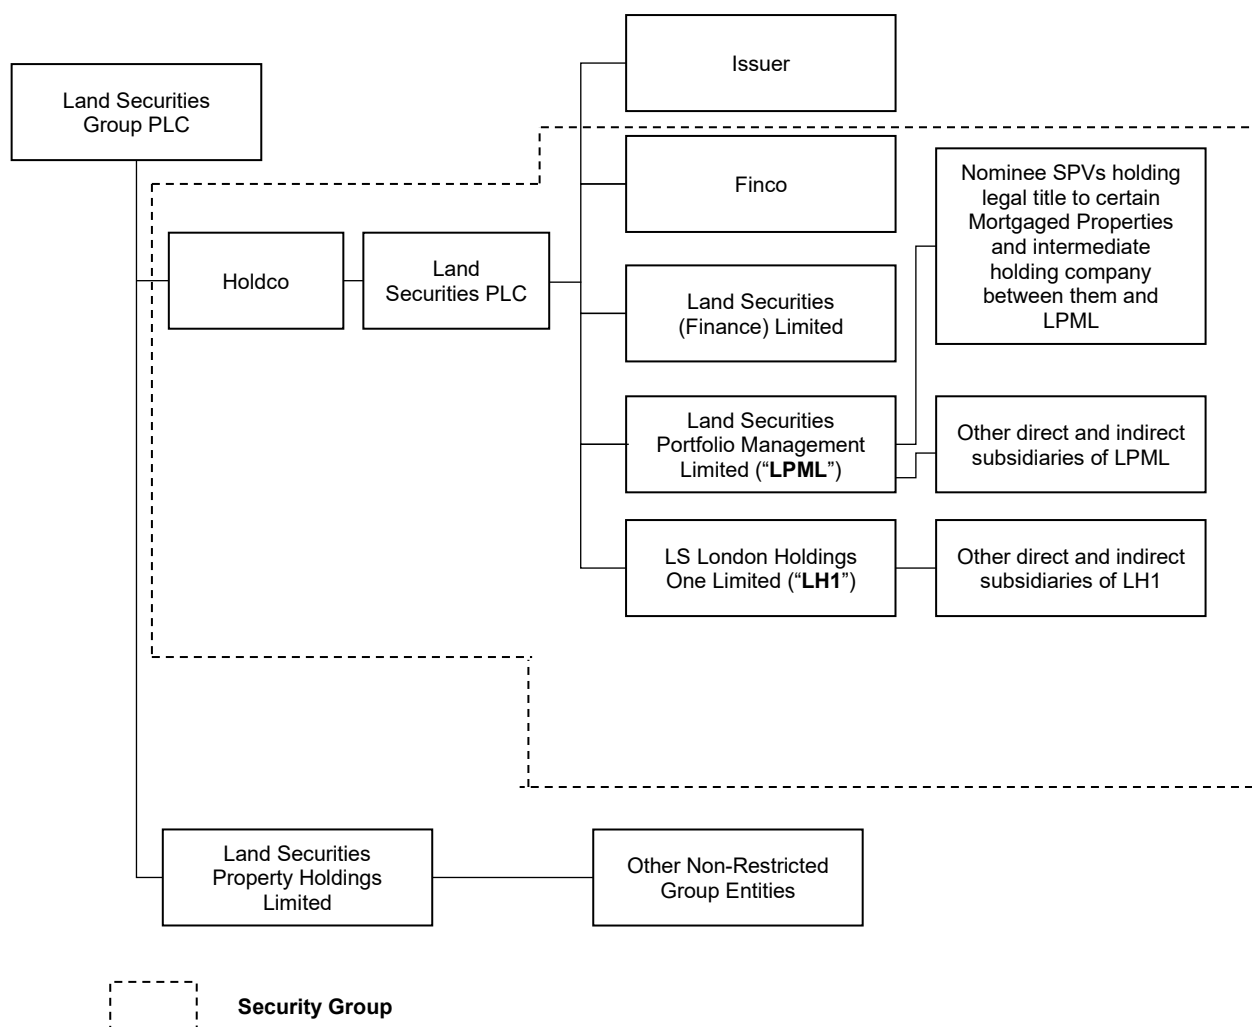 Issuer
Land Securities
Group PLC
Finco
Nominee SPVs holding
legal title to certain
Mortgaged Properties
and intermediate
holding company
between them and
LPML
Holdco
Land
Securities PLC
Land Securities
(Finance) Limited
Land Securities
Portfolio Management
Limited (“LPML”)
Other direct and indirect
subsidiaries of LPML
LS London Holdings
One Limited (“LH1”)
Other direct and indirect
subsidiaries of LH1
Land Securities
Property Holdings
Limited
Other Non-Restricted
Group Entities
Security Group